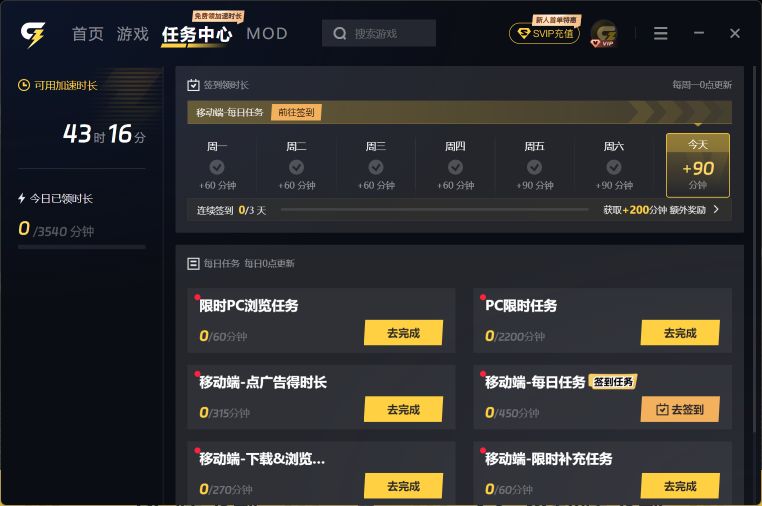 免费领加速时长
新人首单特惠
首页 游戏 任务中心 MOD
搜索游戏
SVIP充值
VIP
可用加速时长
43时16分
今日已领时长
0/3540 分钟
签到领时长
每周一0点更新
移动端-每日任务 前往签到
周一 周二 周三 周四 周五 周六 今天
+60 分钟 +60 分钟 +60 分钟 +60 分钟 +90 分钟 +90 分钟 +90 分钟
连续签到 0/3 天
获取+200分钟 额外奖励
每日任务 每日0点更新
限时PC浏览任务
0/60分钟
去完成
PC限时任务
0/2200分钟
去完成
移动端-点广告得时长
0/315分钟
去完成
移动端-每日任务 签到任务
0/450分钟
去签到
移动端-下载&浏览...
0/270分钟
去完成
移动端-限时补充任务
0/60分钟
去完成